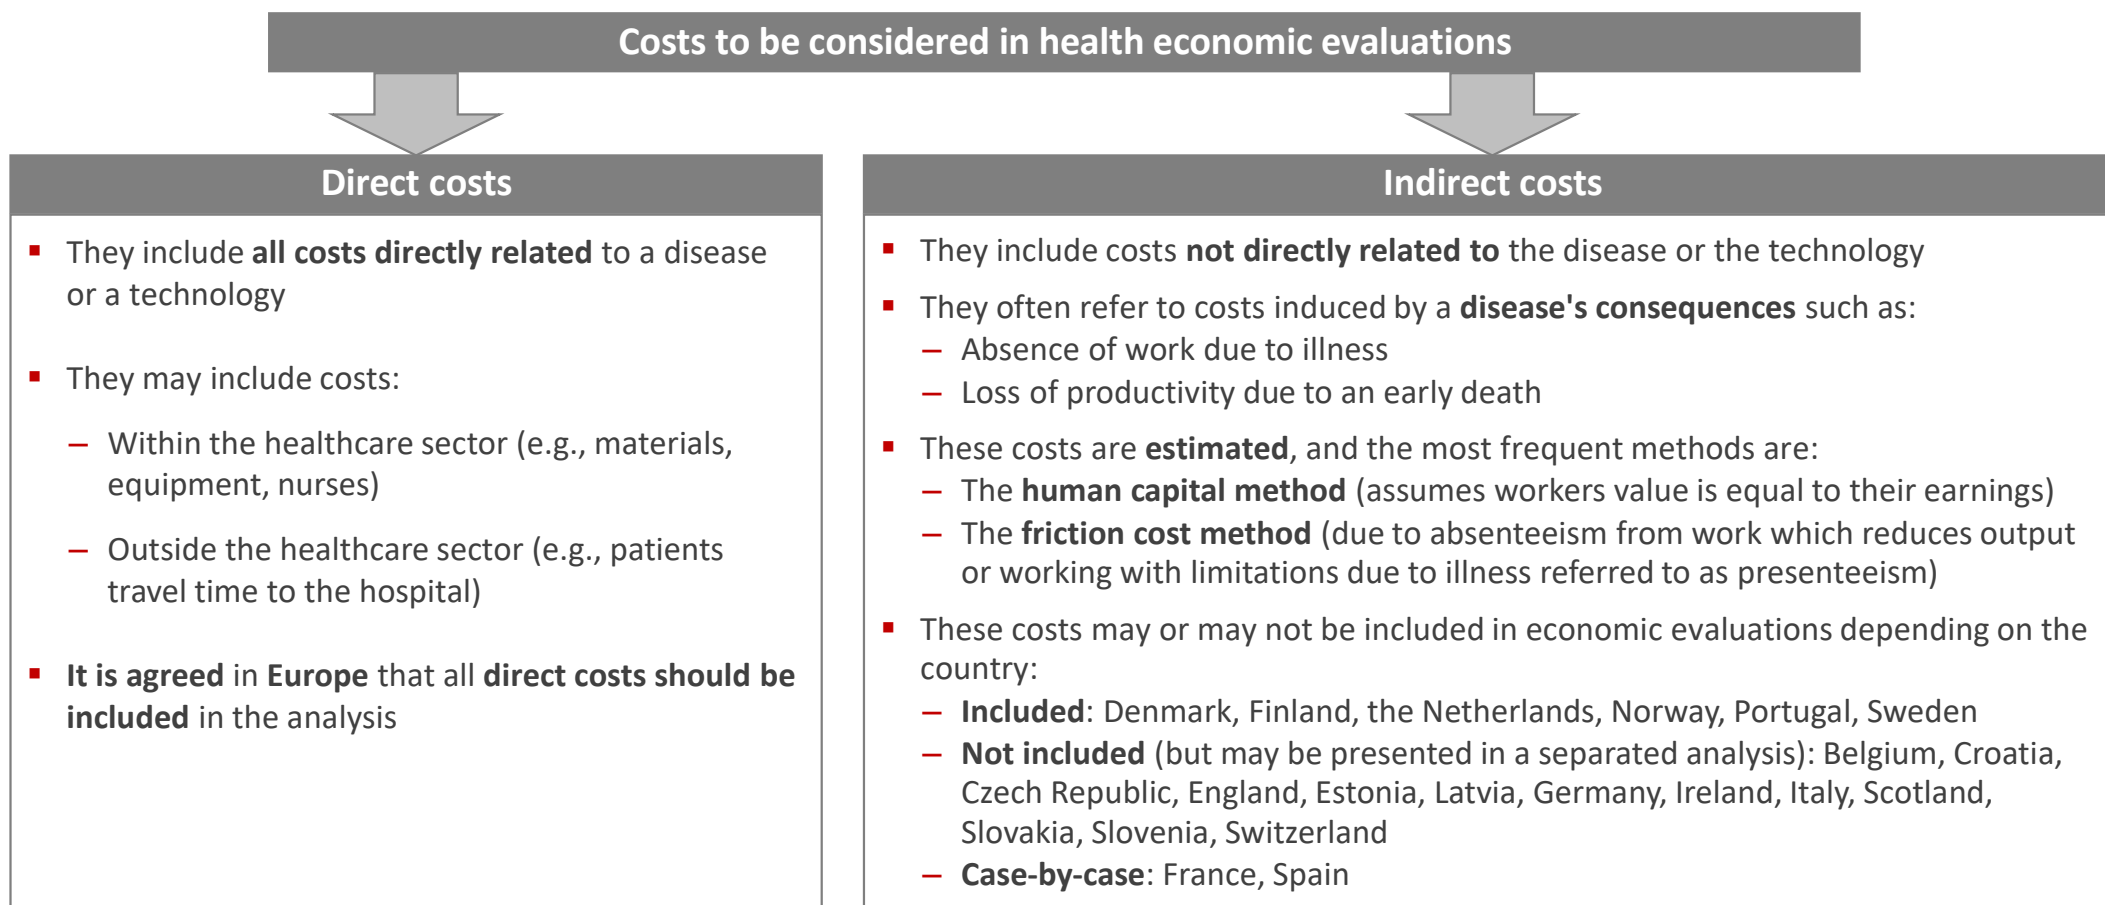 Costs to be considered in health economic evaluations
Direct costs
▪ They include all costs directly related to a disease
or a technology
▪ They may include costs:
– Within the healthcare sector (e.g., materials,
equipment, nurses)
– Outside the healthcare sector (e.g., patients
travel time to the hospital)
▪ It is agreed in Europe that all direct costs should be
included in the analysis
Indirect costs
▪ They include costs not directly related to the disease or the technology
▪ They often refer to costs induced by a disease's consequences such as:
– Absence of work due to illness
– Loss of productivity due to an early death
▪ These costs are estimated, and the most frequent methods are:
– The human capital method (assumes workers value is equal to their earnings)
– The friction cost method (due to absenteeism from work which reduces output
or working with limitations due to illness referred to as presenteeism)
▪ These costs may or may not be included in economic evaluations depending on the
country:
– Included: Denmark, Finland, the Netherlands, Norway, Portugal, Sweden
– Not included (but may be presented in a separated analysis): Belgium, Croatia,
Czech Republic, England, Estonia, Latvia, Germany, Ireland, Italy, Scotland,
Slovakia, Slovenia, Switzerland
– Case-by-case: France, Spain